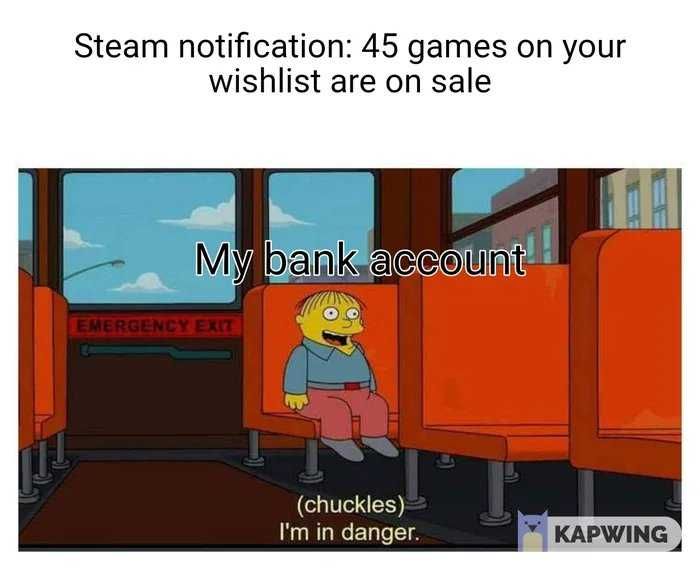 Steam notification: 45 games on your
wishlist are on sale
My bank account
EMERGENCY EXIT
(chuckles)
I'm in danger.
KAPWING